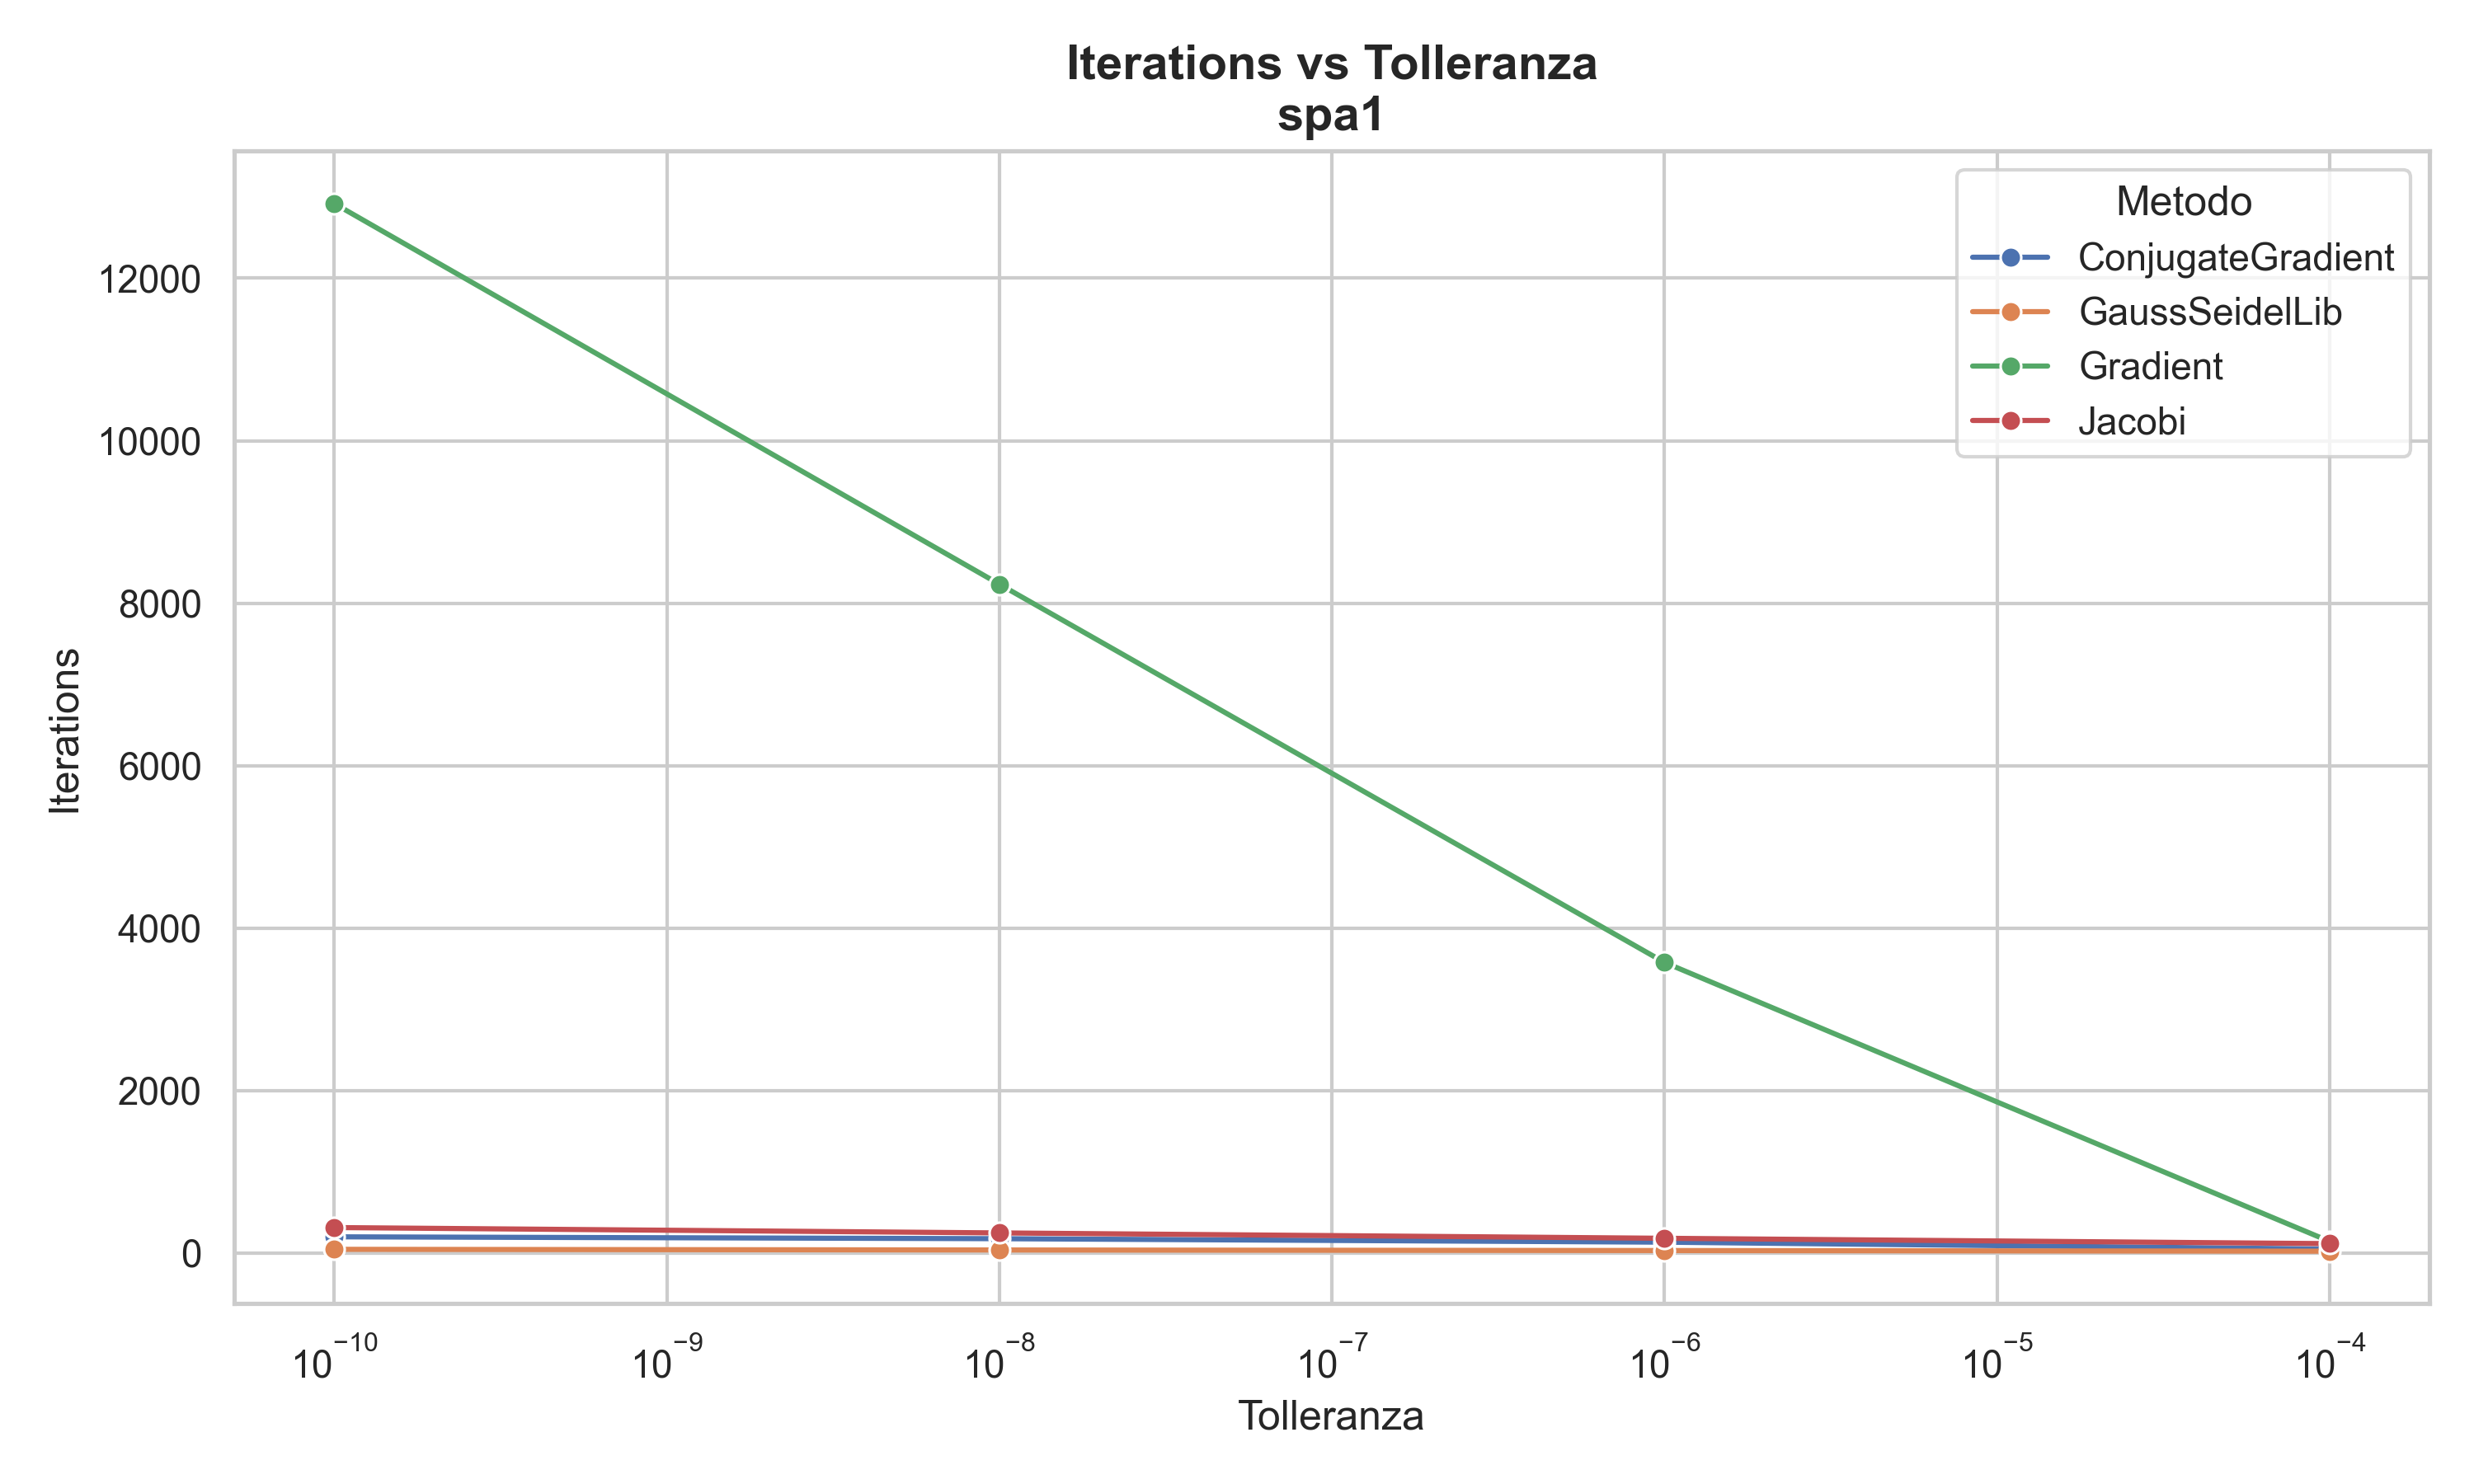 Iterations vs Tolleranza
spa1
Metodo
ConjugateGradient
GaussSeidelLib
Gradient
Jacobi
Iterations
12000
10000
8000
6000
4000
2000
0
10⁻¹⁰ 10⁻⁹ 10⁻⁸ 10⁻⁷ 10⁻⁶ 10⁻⁵ 10⁻⁴
Tolleranza